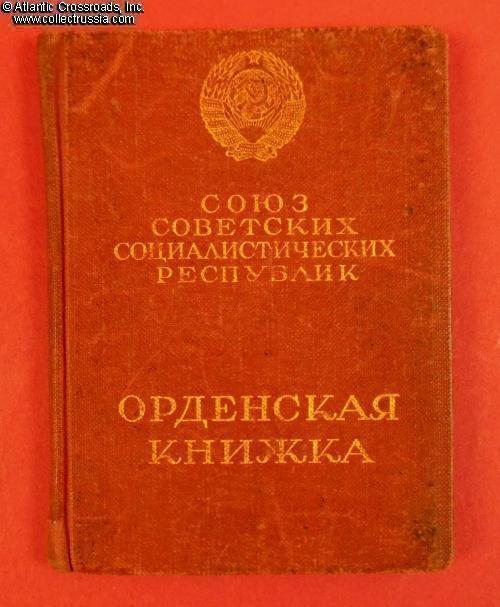 © Atlantic Crossroads, Inc.
www.collectrussia.com
СОЮЗ
СОВЕТСКИХ
СОЦИАЛИСТИЧЕСКИХ
РЕСПУБЛИК
ОРДЕНСКАЯ
КНИЖКА